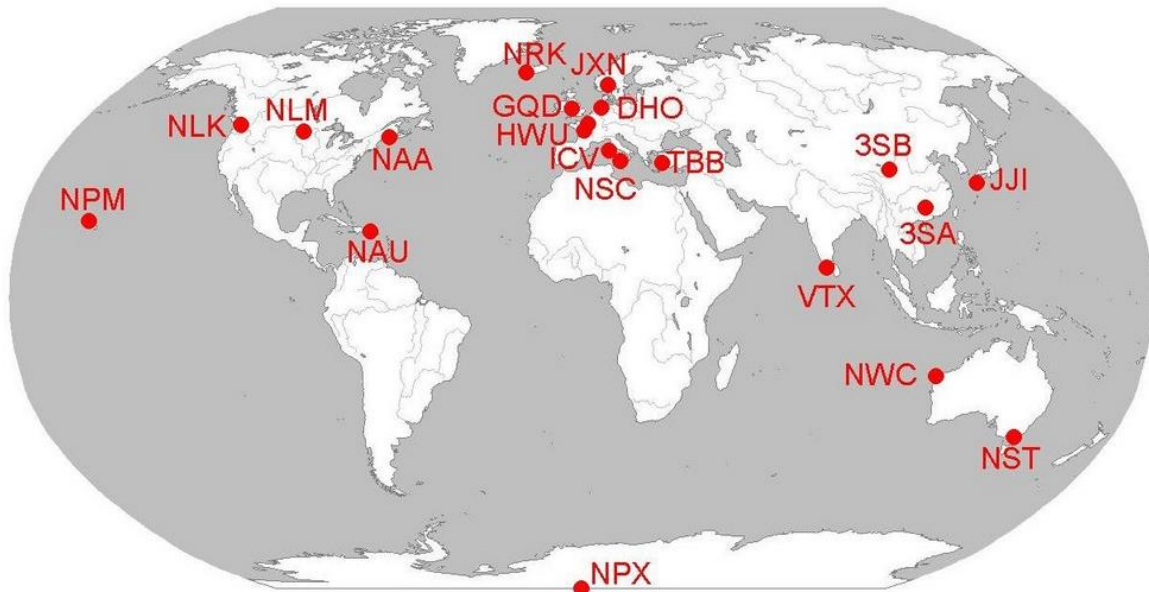 NRK
JXN
GQD
DHO
NLM
NLK
HWU
NAA
ICV
TBB
3SB
NSC
JJI
NPM
3SA
NAU
VTX
NWC
NST
NPX